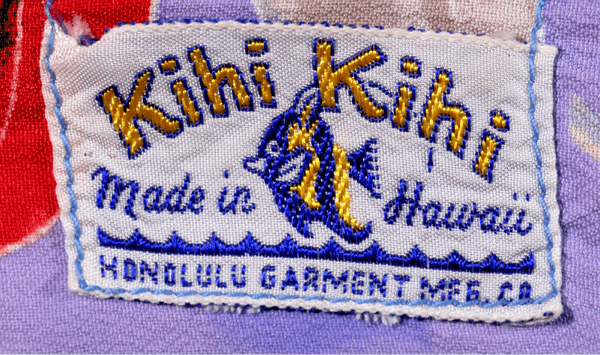 Kihi Kihi
Made in Hawaii
HONOLULU GARMENT MFG. CO